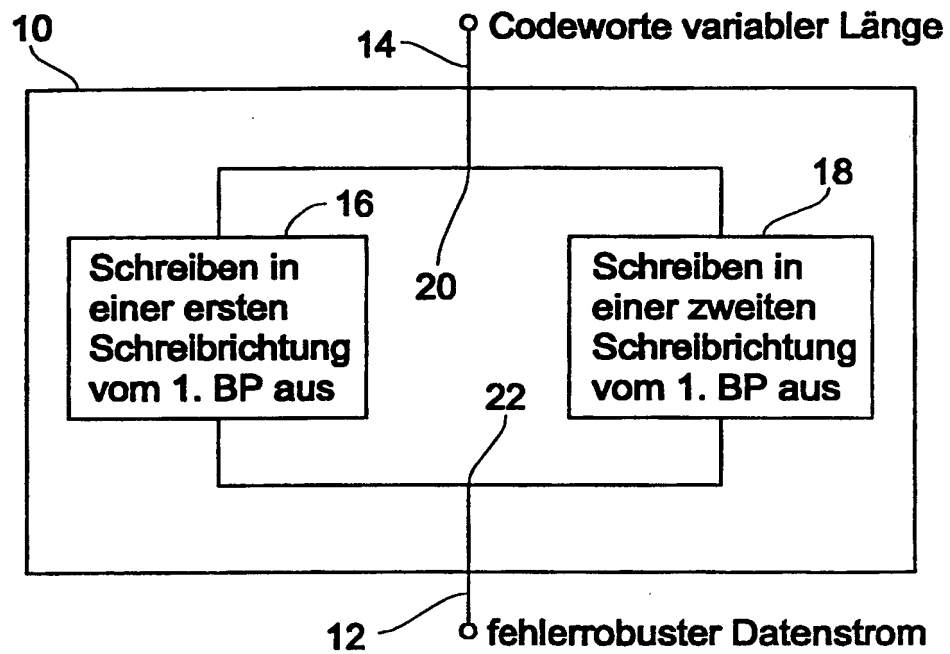 10
Codeworte variabler Länge
14
16
18
Schreiben in
einer ersten
Schreibrichtung
vom 1. BP aus
20
Schreiben in
einer zweiten
Schreibrichtung
vom 1. BP aus
22
12
fehlerrobuster Datenstrom